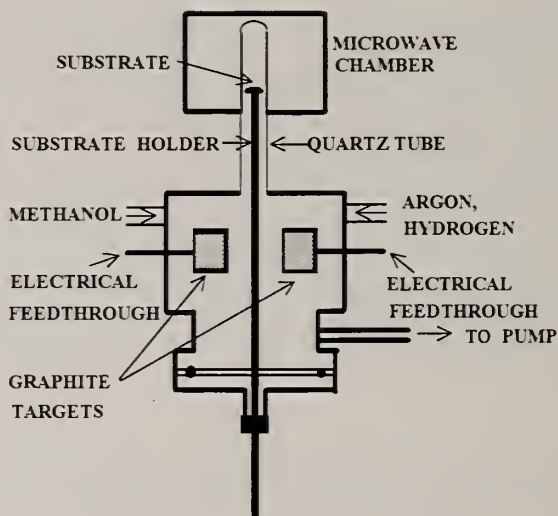 MICROWAVE
CHAMBER
SUBSTRATE
SUBSTRATE HOLDER
QUARTZ TUBE
METHANOL
ARGON,
HYDROGEN
ELECTRICAL
FEEDTHROUGH
ELECTRICAL
FEEDTHROUGH
TO PUMP
GRAPHITE
TARGETS